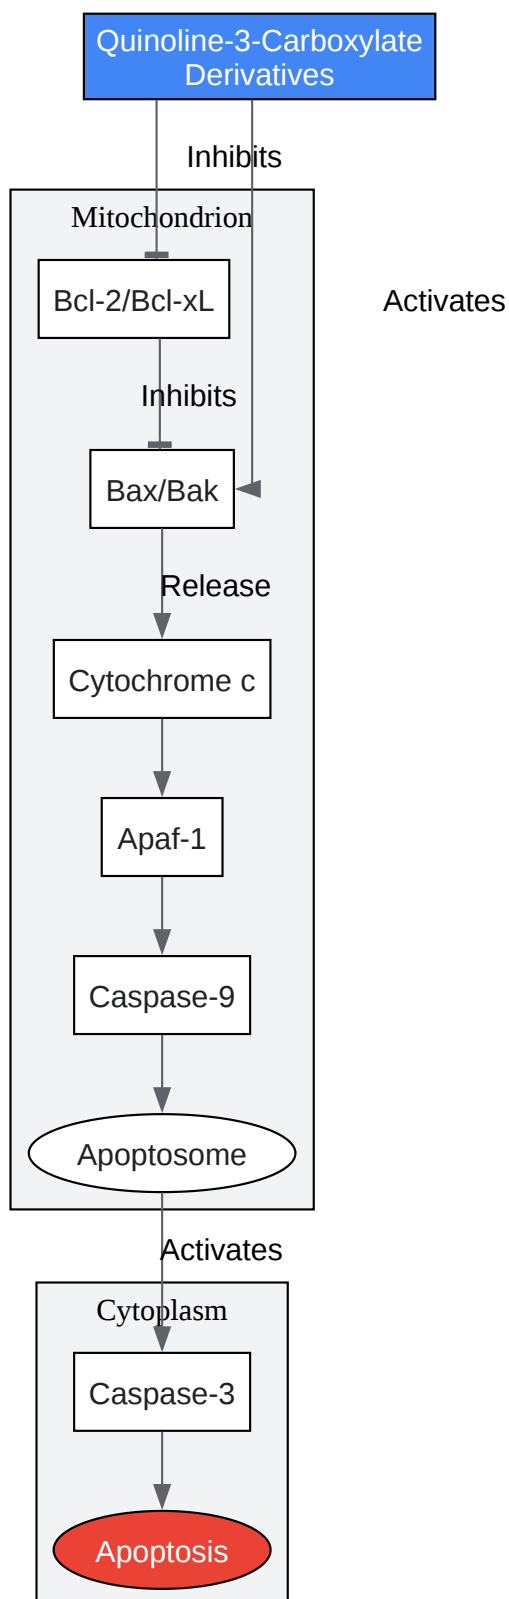 Quinoline-3-Carboxylate
Derivatives
Inhibits
Mitochondrion
Bcl-2/Bcl-xL
Activates
Inhibits
Bax/Bak
Release
Cytochrome c
Apaf-1
Caspase-9
Apoptosome
Activates
Cytoplasm
Caspase-3
Apoptosis